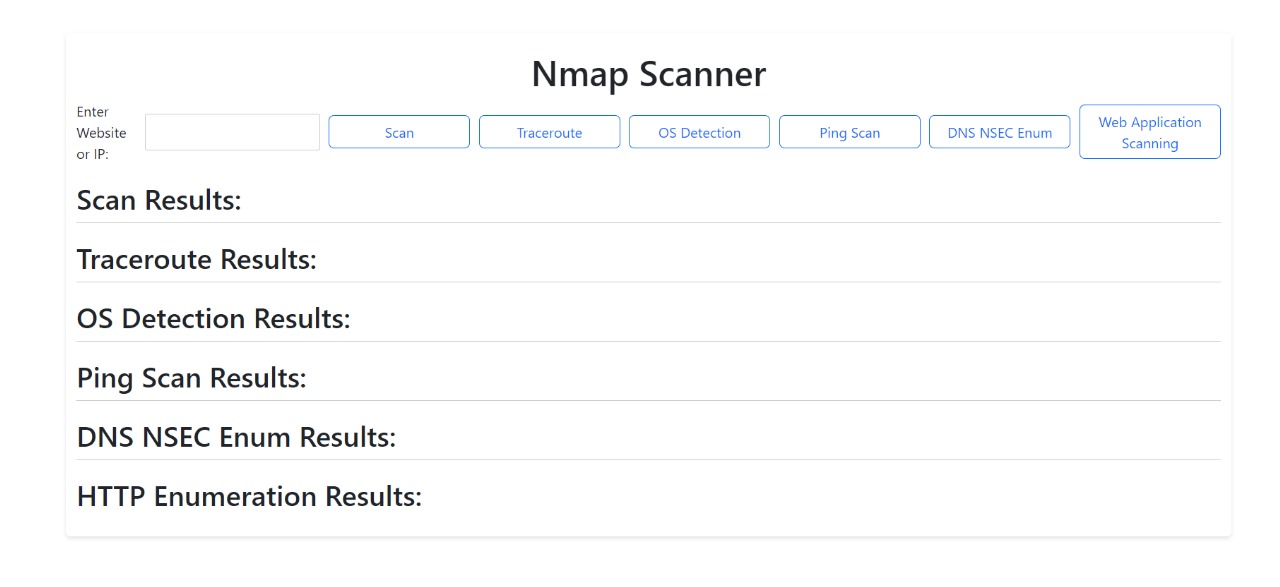 Nmap Scanner
Enter
Website
or IP:
Scan
Traceroute
OS Detection
Ping Scan
DNS NSEC Enum
Web Application
Scanning
Scan Results:
Traceroute Results:
OS Detection Results:
Ping Scan Results:
DNS NSEC Enum Results:
HTTP Enumeration Results: